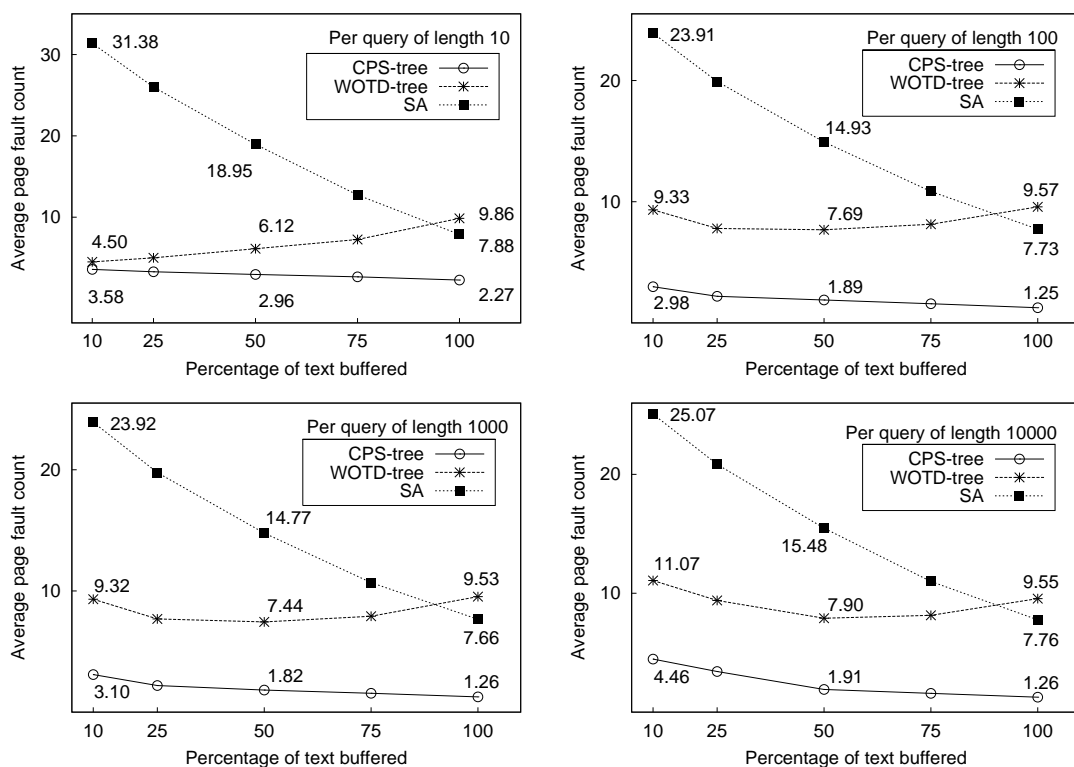 Per query of length 10
CPS-tree
WOTD-tree
SA
Average page fault count
30
20
10
31.38
18.95
4.50
6.12
9.86
7.88
3.58
2.96
2.27
10 25 50 75 100
Percentage of text buffered
Per query of length 100
CPS-tree
WOTD-tree
SA
Average page fault count
20
10
23.91
14.93
9.33
7.69
9.57
7.73
2.98
1.89
1.25
10 25 50 75 100
Percentage of text buffered
Per query of length 1000
CPS-tree
WOTD-tree
SA
Average page fault count
20
10
23.92
14.77
9.32
7.44
9.53
7.66
3.10
1.82
1.26
10 25 50 75 100
Percentage of text buffered
Per query of length 10000
CPS-tree
WOTD-tree
SA
Average page fault count
20
10
25.07
15.48
11.07
7.90
9.55
7.76
4.46
1.91
1.26
10 25 50 75 100
Percentage of text buffered